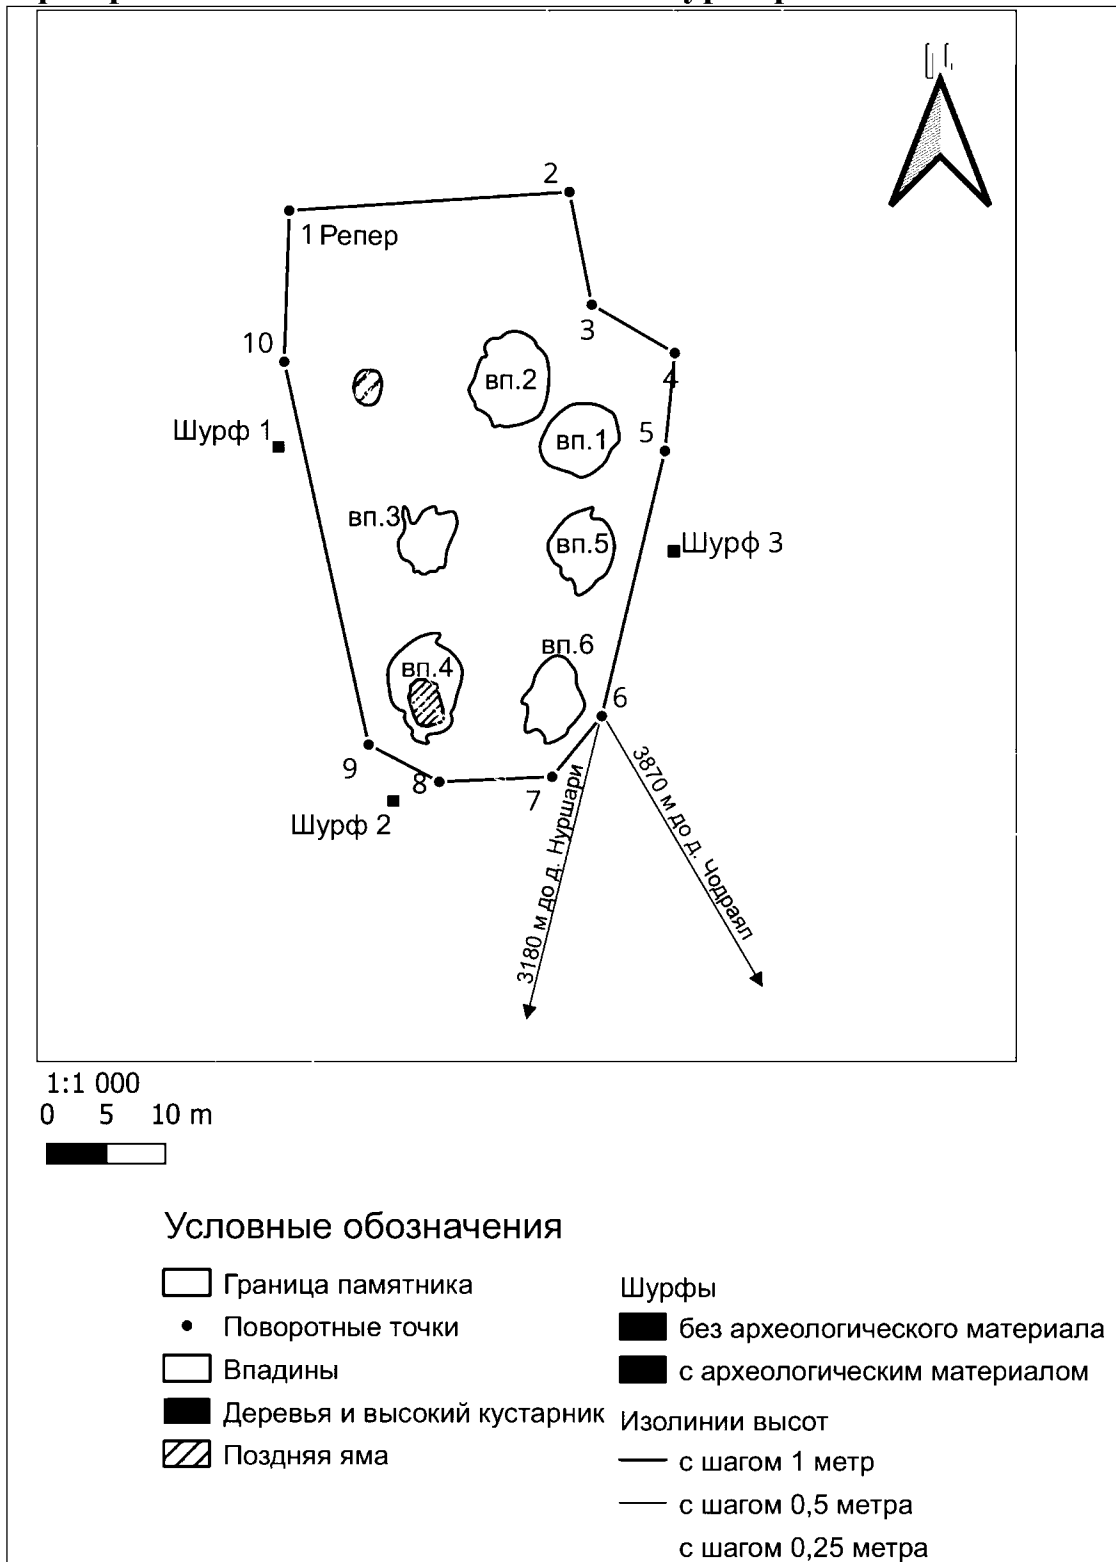 2
1 Репер
3
10
4
вп.2
Шурф 1
5
вп.1
вп.3
вп.5
Шурф 3
вп.6
вп.4
6
9
8
7
Шурф 2
3180 м до д. Нуршари
3870 м до д. Чодраял
1:1 000
0 5 10 m
Условные обозначения
Граница памятника
Поворотные точки
Впадины
Деревья и высокий кустарник
Поздняя яма
Шурфы
без археологического материала
с археологическим материалом
Изолинии высот
с шагом 1 метр
с шагом 0,5 метра
с шагом 0,25 метра